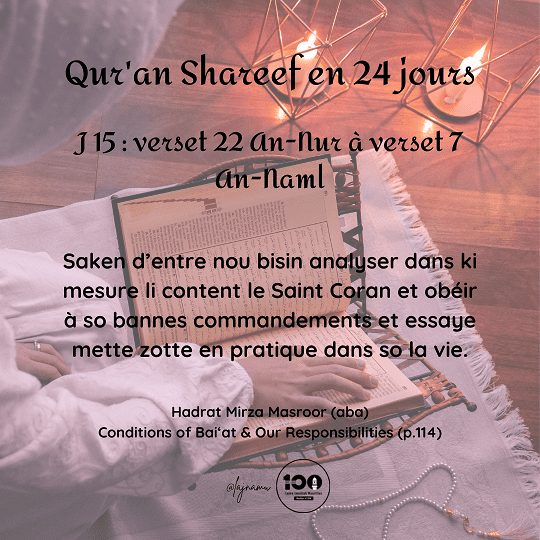 Qur'an Shareef en 24 jours
J 15 : verset 22 An-Nur à verset 7
An-Naml
Saken d'entre nou bisin analyser dans ki
mesure li content le Saint Coran et obéir
à so bannes commandements et essaye
mette zotte en pratique dans so la vie.
Hadrat Mirza Masroor (aba)
Conditions of Bai‘at & Our Responsibilities (p.114)
@lajnamu
100